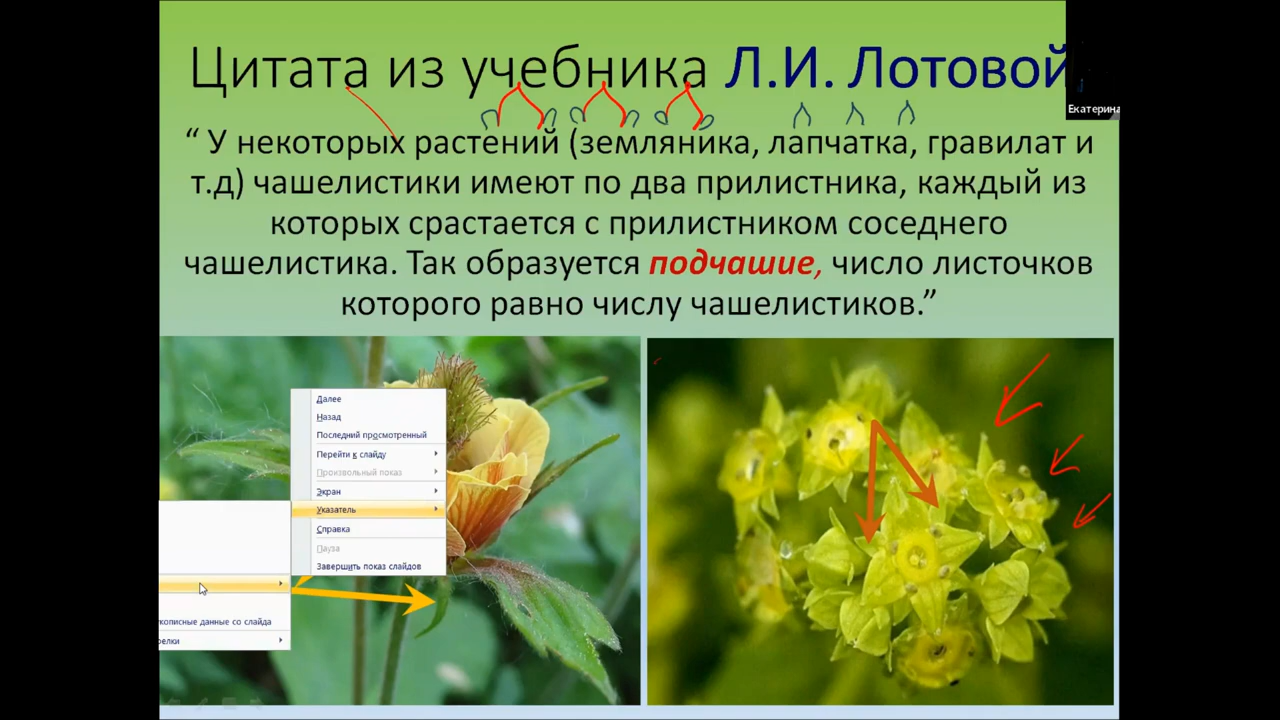 Цитата из учебника Л.И. Лотовой
Екатерина
“ У некоторых растений (земляника, лапчатка, гравилат и
т.д) чашелистики имеют по два прилистника, каждый из
которых срастается с прилистником соседнего
чашелистика. Так образуется подчашие, число листочков
которого равно числу чашелистиков.”
Далее
Назад
Последний просмотренный
Перейти к слайду
Произвольный показ
Экран
Указатель
Справка
Пауза
Завершить показ слайдов
укописные данные со слайда
релки